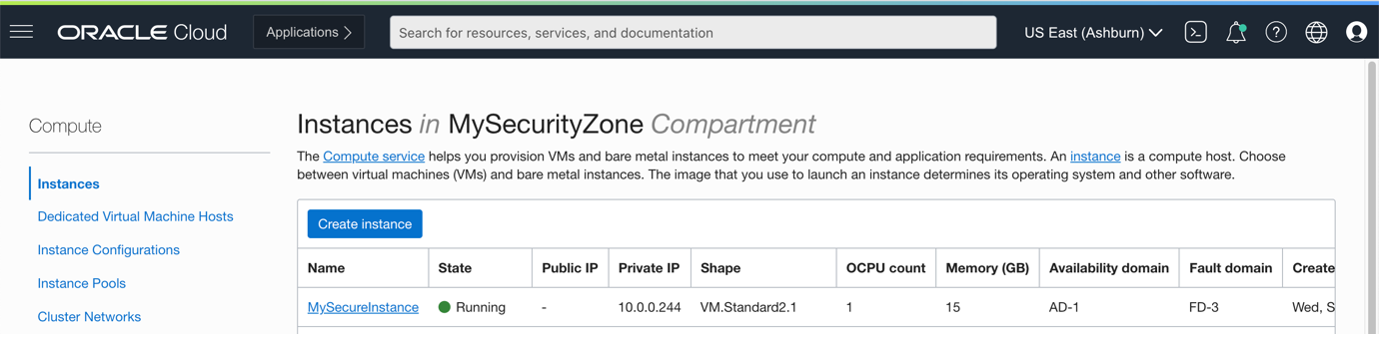 ORACLE Cloud
Applications
Search for resources, services, and documentation
US East (Ashburn)
Compute
Instances
Dedicated Virtual Machine Hosts
Instance Configurations
Instance Pools
Cluster Networks
Instances in MySecurityZone Compartment
The Compute service helps you provision VMs and bare metal instances to meet your compute and application requirements. An instance is a compute host. Choose
between virtual machines (VMs) and bare metal instances. The image that you use to launch an instance determines its operating system and other software.
Create instance
Name State Public IP Private IP Shape OCPU count Memory (GB) Availability domain Fault domain Create
MySecureInstance Running - 10.0.0.244 VM.Standard2.1 1 15 AD-1 FD-3 Wed, S